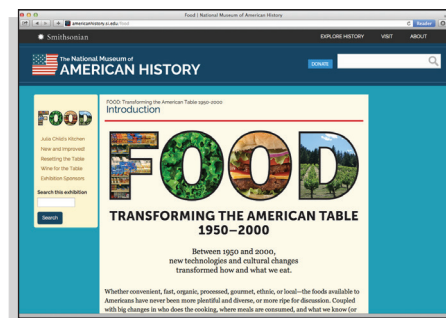 Food | National Museum of American History
americanhistory.si.edu/food
Reader
Smithsonian
EXPLORE HISTORY
VISIT
ABOUT
The National Museum of
AMERICAN HISTORY
DONATE
FOOD
Julia Child's Kitchen
New and Improved!
Resetting the Table
Wine for the Table
Exhibition Sponsors
Search this exhibition
Search
FOOD: Transforming the American Table 1950-2000
Introduction
FOOD
TRANSFORMING THE AMERICAN TABLE
1950–2000
Between 1950 and 2000,
new technologies and cultural changes
transformed how and what we eat.
Whether convenient, fast, organic, processed, gourmet, ethnic, or local—the foods available to
Americans have never been more plentiful and diverse, or more ripe for discussion. Coupled
with big changes in who does the cooking, where meals are consumed, and what we know (or